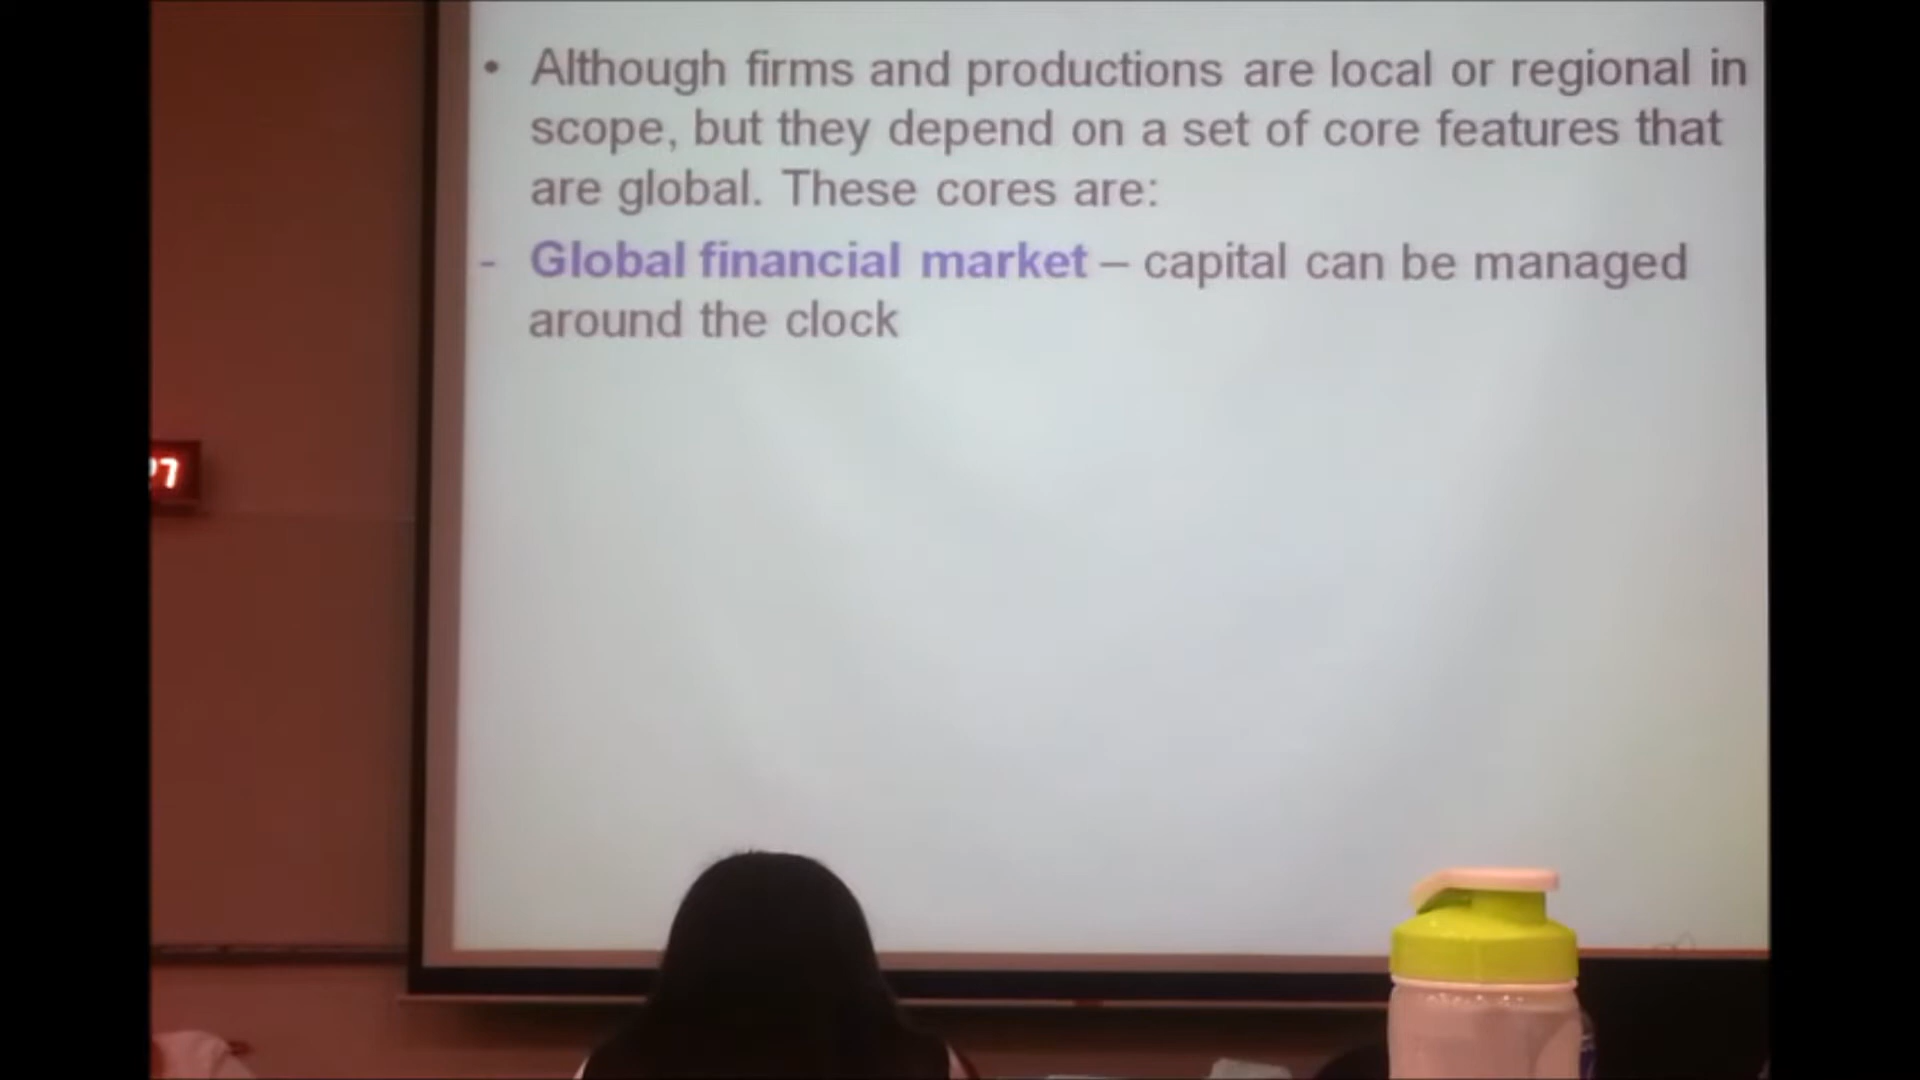 • Although firms and productions are local or regional in
scope, but they depend on a set of core features that
are global. These cores are:
- Global financial market – capital can be managed
around the clock
7